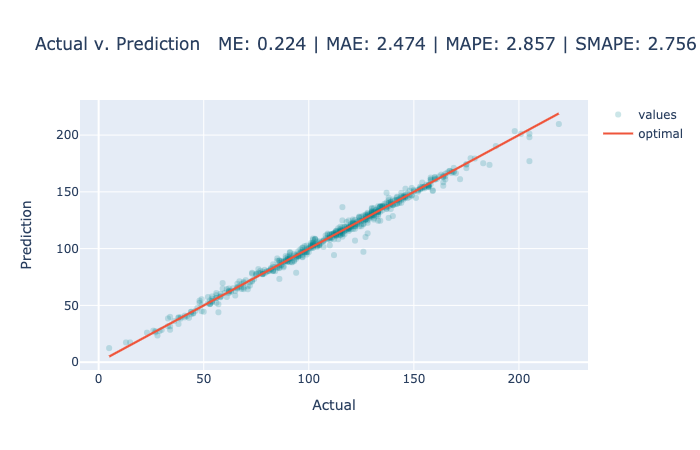 Actual v. Prediction ME: 0.224 | MAE: 2.474 | MAPE: 2.857 | SMAPE: 2.756
values
optimal
Prediction
200
150
100
50
0
0 50 100 150 200
Actual